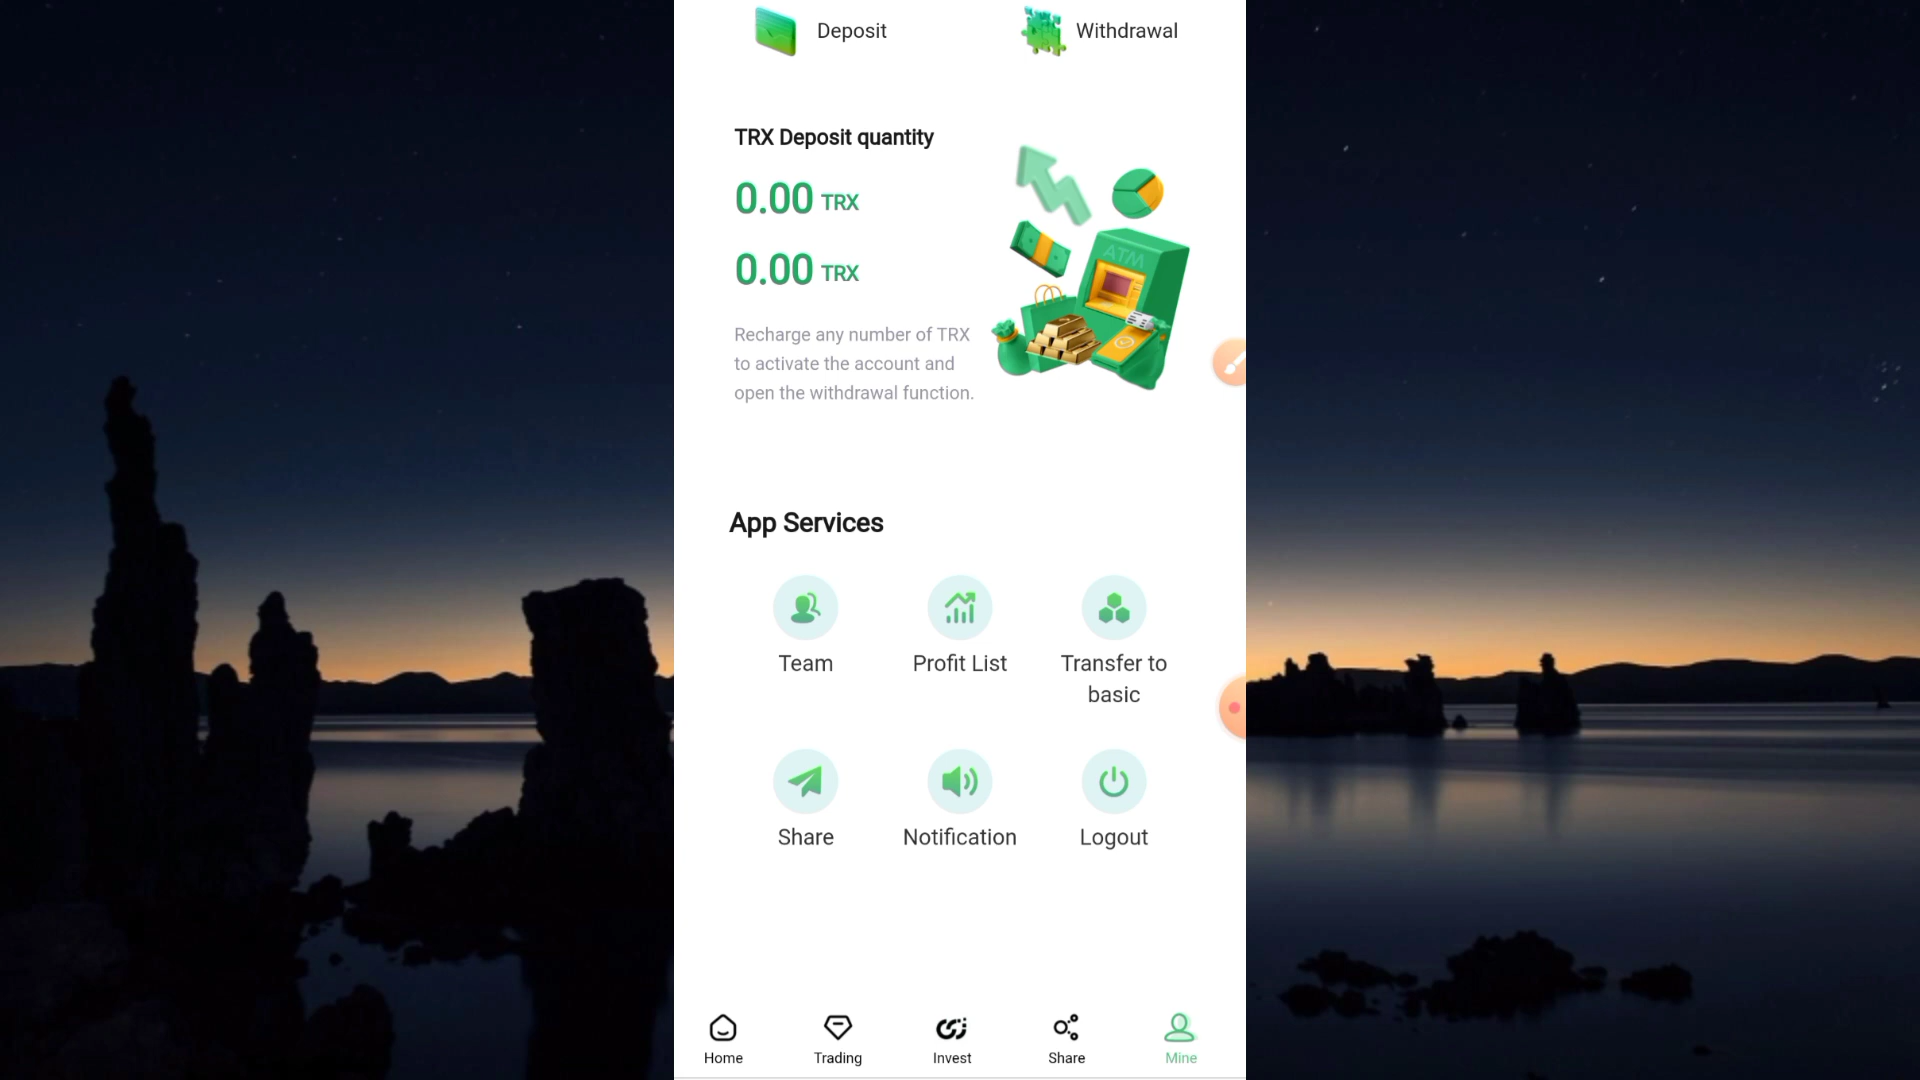 Deposit
Withdrawal
TRX Deposit quantity
0.00 TRX
0.00 TRX
ATM
Recharge any number of TRX
to activate the account and
open the withdrawal function.
App Services
Team
Profit List
Transfer to
basic
Share
Notification
Logout
Home
Trading
Invest
Share
Mine